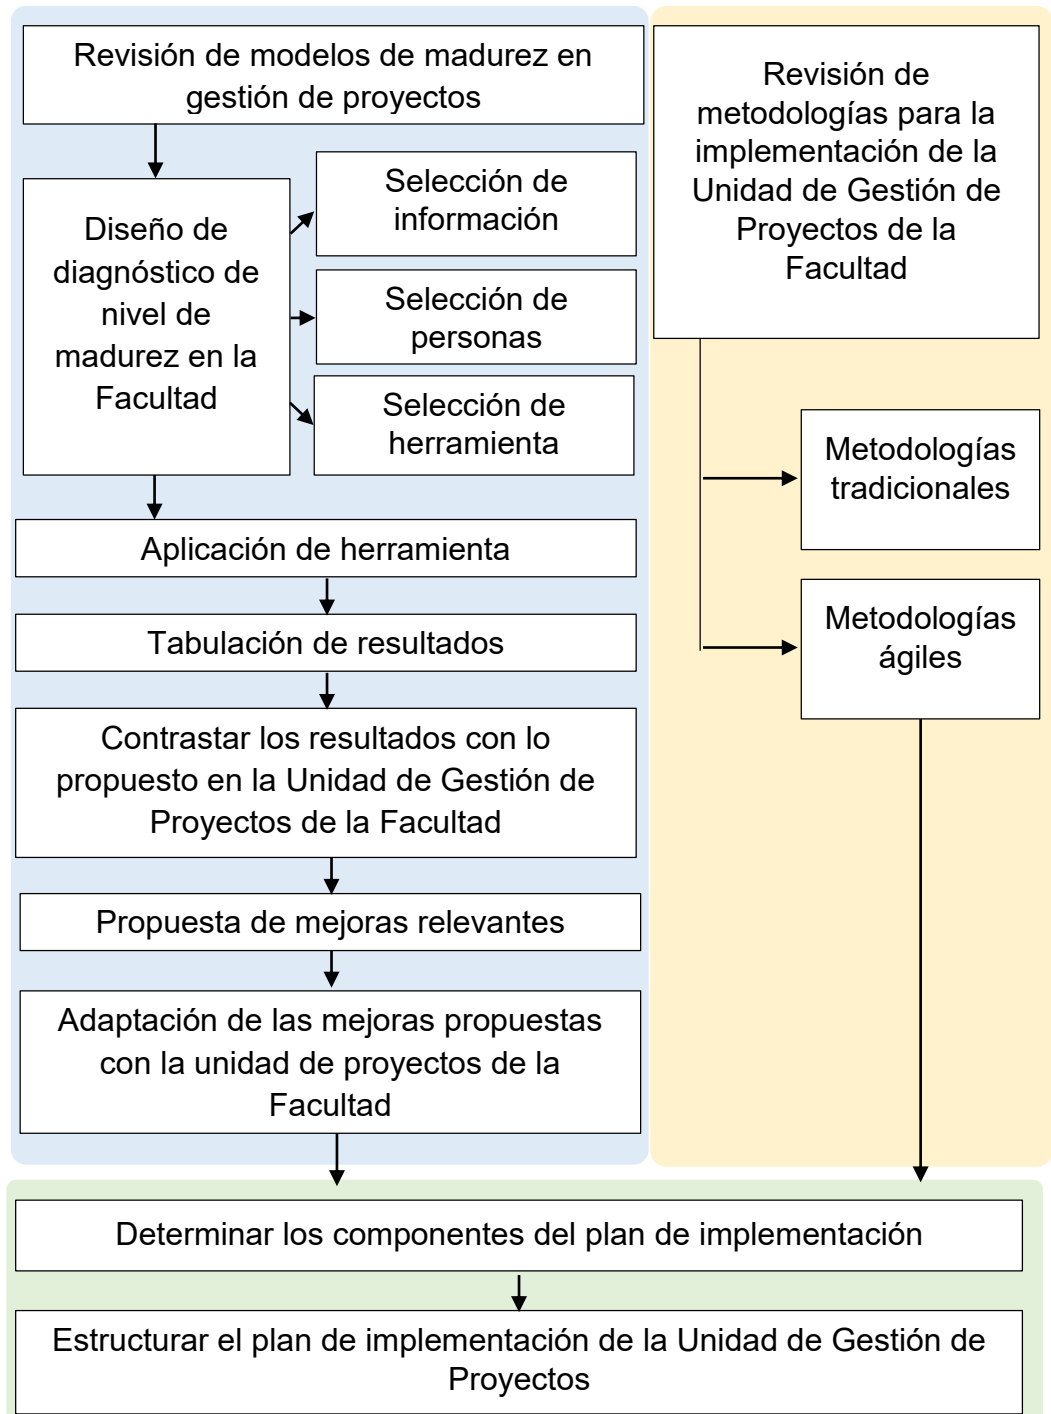 Revisión de modelos de madurez en
gestión de proyectos
Diseño de
diagnóstico de
nivel de
madurez en la
Facultad
Selección de
información
Selección de
personas
Selección de
herramienta
Aplicación de herramienta
Tabulación de resultados
Contrastar los resultados con lo
propuesto en la Unidad de Gestión de
Proyectos de la Facultad
Propuesta de mejoras relevantes
Adaptación de las mejoras propuestas
con la unidad de proyectos de la
Facultad
Revisión de
metodologías para la
implementación de la
Unidad de Gestión de
Proyectos de la
Facultad
Metodologías
tradicionales
Metodologías
ágiles
Determinar los componentes del plan de implementación
Estructurar el plan de implementación de la Unidad de Gestión de
Proyectos